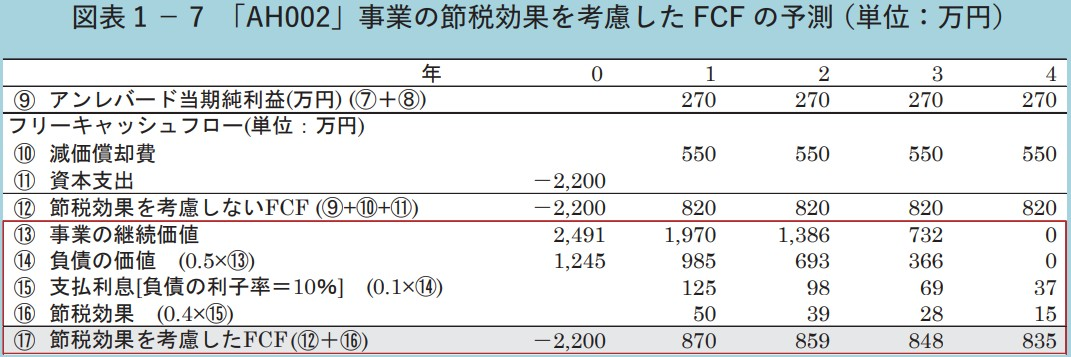 図表1－7 「AH002」事業の節税効果を考慮したFCFの予測(単位：万円)
年 0 1 2 3 4
⑨ アンレバード当期純利益(万円) (⑦＋⑧) 270 270 270 270
フリーキャッシュフロー(単位：万円)
⑩ 減価償却費 550 550 550 550
⑪ 資本支出 −2,200
⑫ 節税効果を考慮しないFCF (⑨+⑩+⑪) −2,200 820 820 820 820
⑬ 事業の継続価値 2,491 1,970 1,386 732 0
⑭ 負債の価値 (0.5×⑬) 1,245 985 693 366 0
⑮ 支払利息[負債の利子率＝10％] (0.1×⑭) 125 98 69 37
⑯ 節税効果 (0.4×⑮) 50 39 28 15
⑰ 節税効果を考慮したFCF(⑫＋⑯) −2,200 870 859 848 835